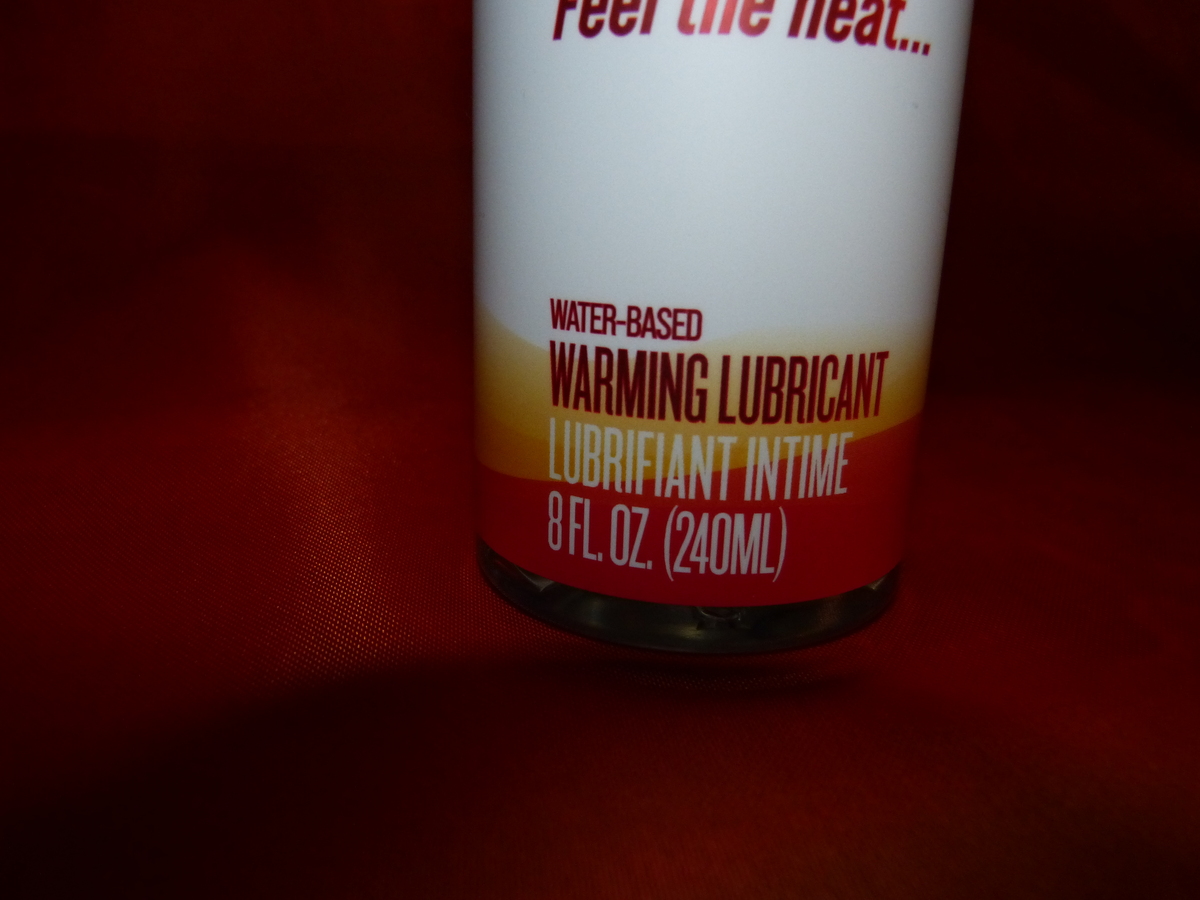 Feel the heat...
WATER-BASED
WARMING LUBRICANT
LUBRIFIANT INTIME
8 FL. OZ. (240ML)